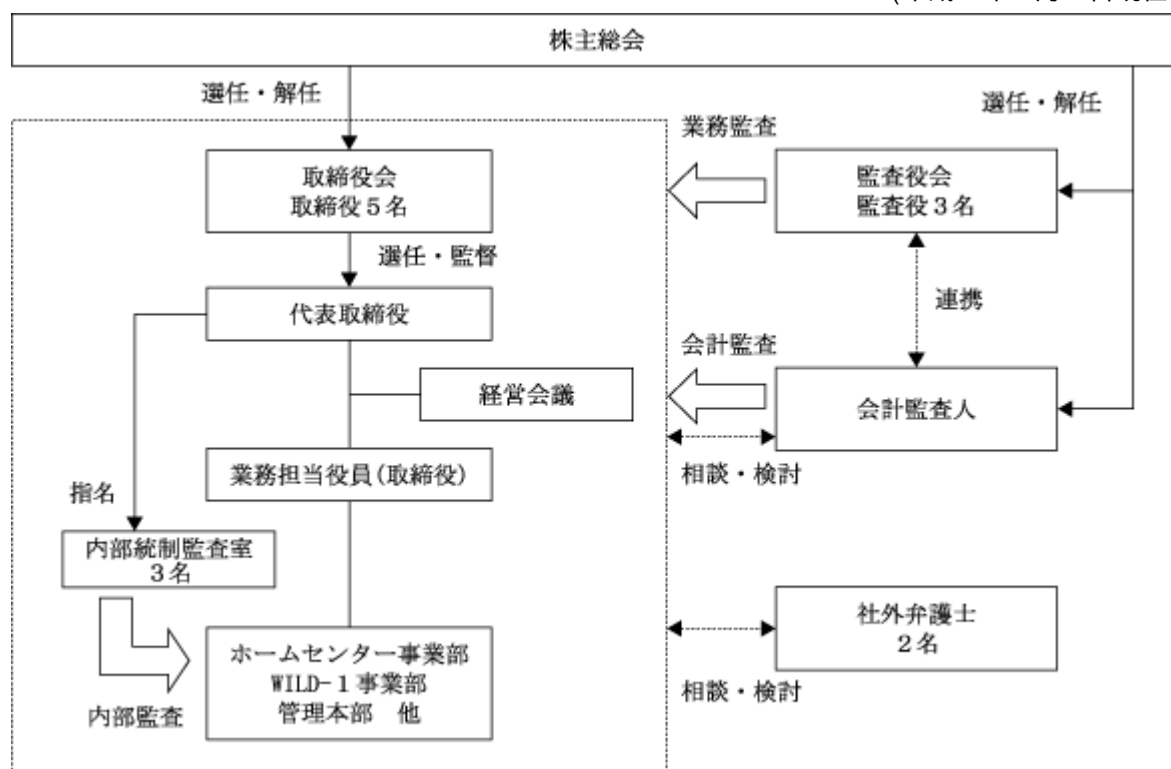 株主総会
選任・解任
選任・解任
業務監査
取締役会
取締役5名
監査役会
監査役3名
選任・監督
連携
代表取締役
会計監査
経営会議
会計監査人
業務担当役員(取締役)
相談・検討
指名
内部統制監査室
3名
社外弁護士
2名
ホームセンター事業部
WILD-1事業部
管理本部 他
相談・検討
内部監査